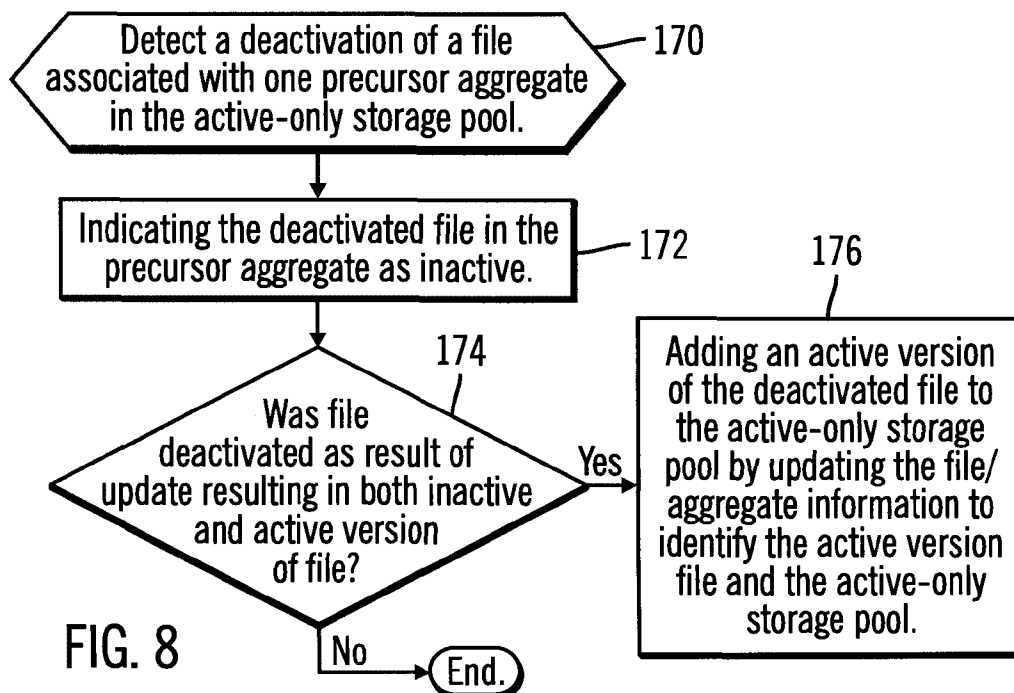 Detect a deactivation of a file
associated with one precursor aggregate
in the active-only storage pool.
170
Indicating the deactivated file in the
precursor aggregate as inactive.
172
174
Was file
deactivated as result of
update resulting in both inactive
and active version
of file?
Yes
176
Adding an active version
of the deactivated file to
the active-only storage
pool by updating the file/
aggregate information to
identify the active version
file and the active-only
storage pool.
No
End.
FIG. 8